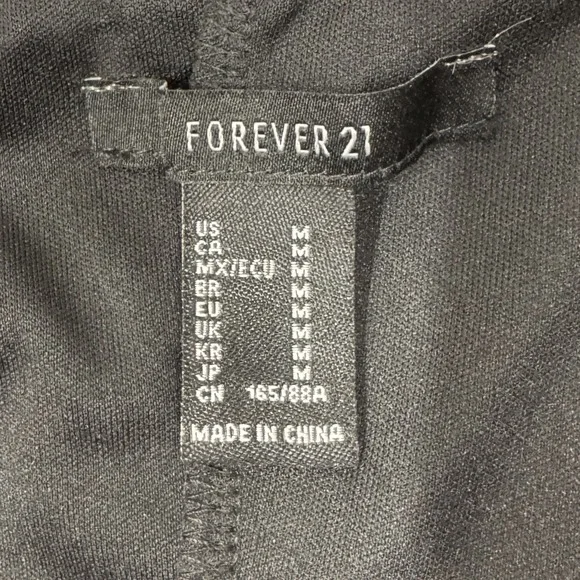 FOREVER 21
US M
CA M
MX/ECU M
BR M
EU M
UK M
KR M
JP M
CN 165/88A
MADE IN CHINA